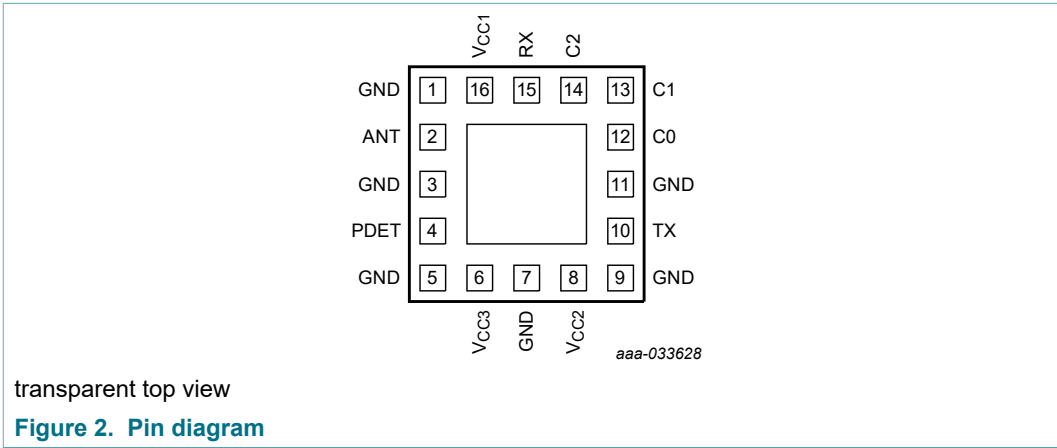 VCC1 RX C2
GND 1 16 15 14 13 C1
ANT 2 12 C0
GND 3 11 GND
PDET 4 10 TX
GND 5 6 7 8 9 GND
VCC3 GND VCC2
aaa-033628
transparent top view
Figure 2. Pin diagram